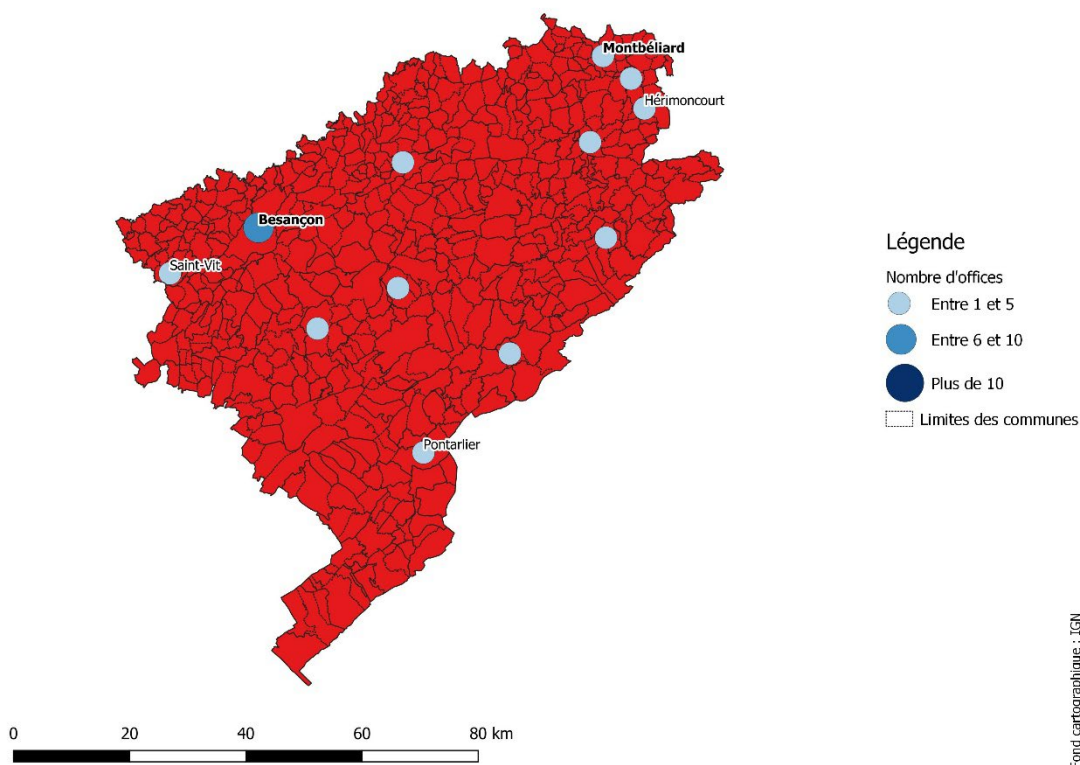 Montbéliard
Hérimoncourt
Besançon
Saint-Vit
Pontarlier
Légende
Nombre d'offices
Entre 1 et 5
Entre 6 et 10
Plus de 10
Limites des communes
0 20 40 60 80 km
Fond cartographique : IGN